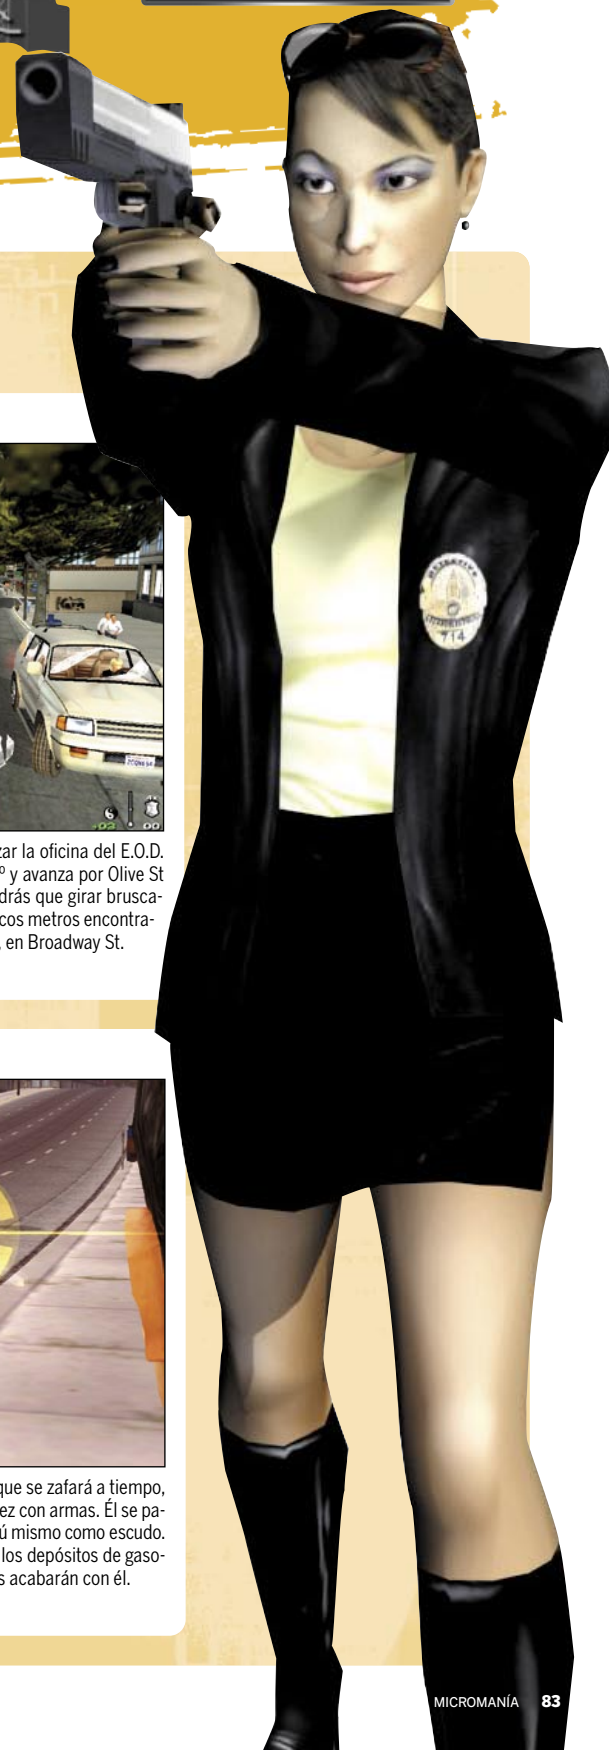 714
zar la oficina del E.O.D.
º y avanza por Olive St
drás que girar brusca-
cos metros encontra-
, en Broadway St.
que se zafará a tiempo,
ez con armas. Él se pa-
ú mismo como escudo.
los depósitos de gaso-
s acabarán con él.
MICROMANÍA 83